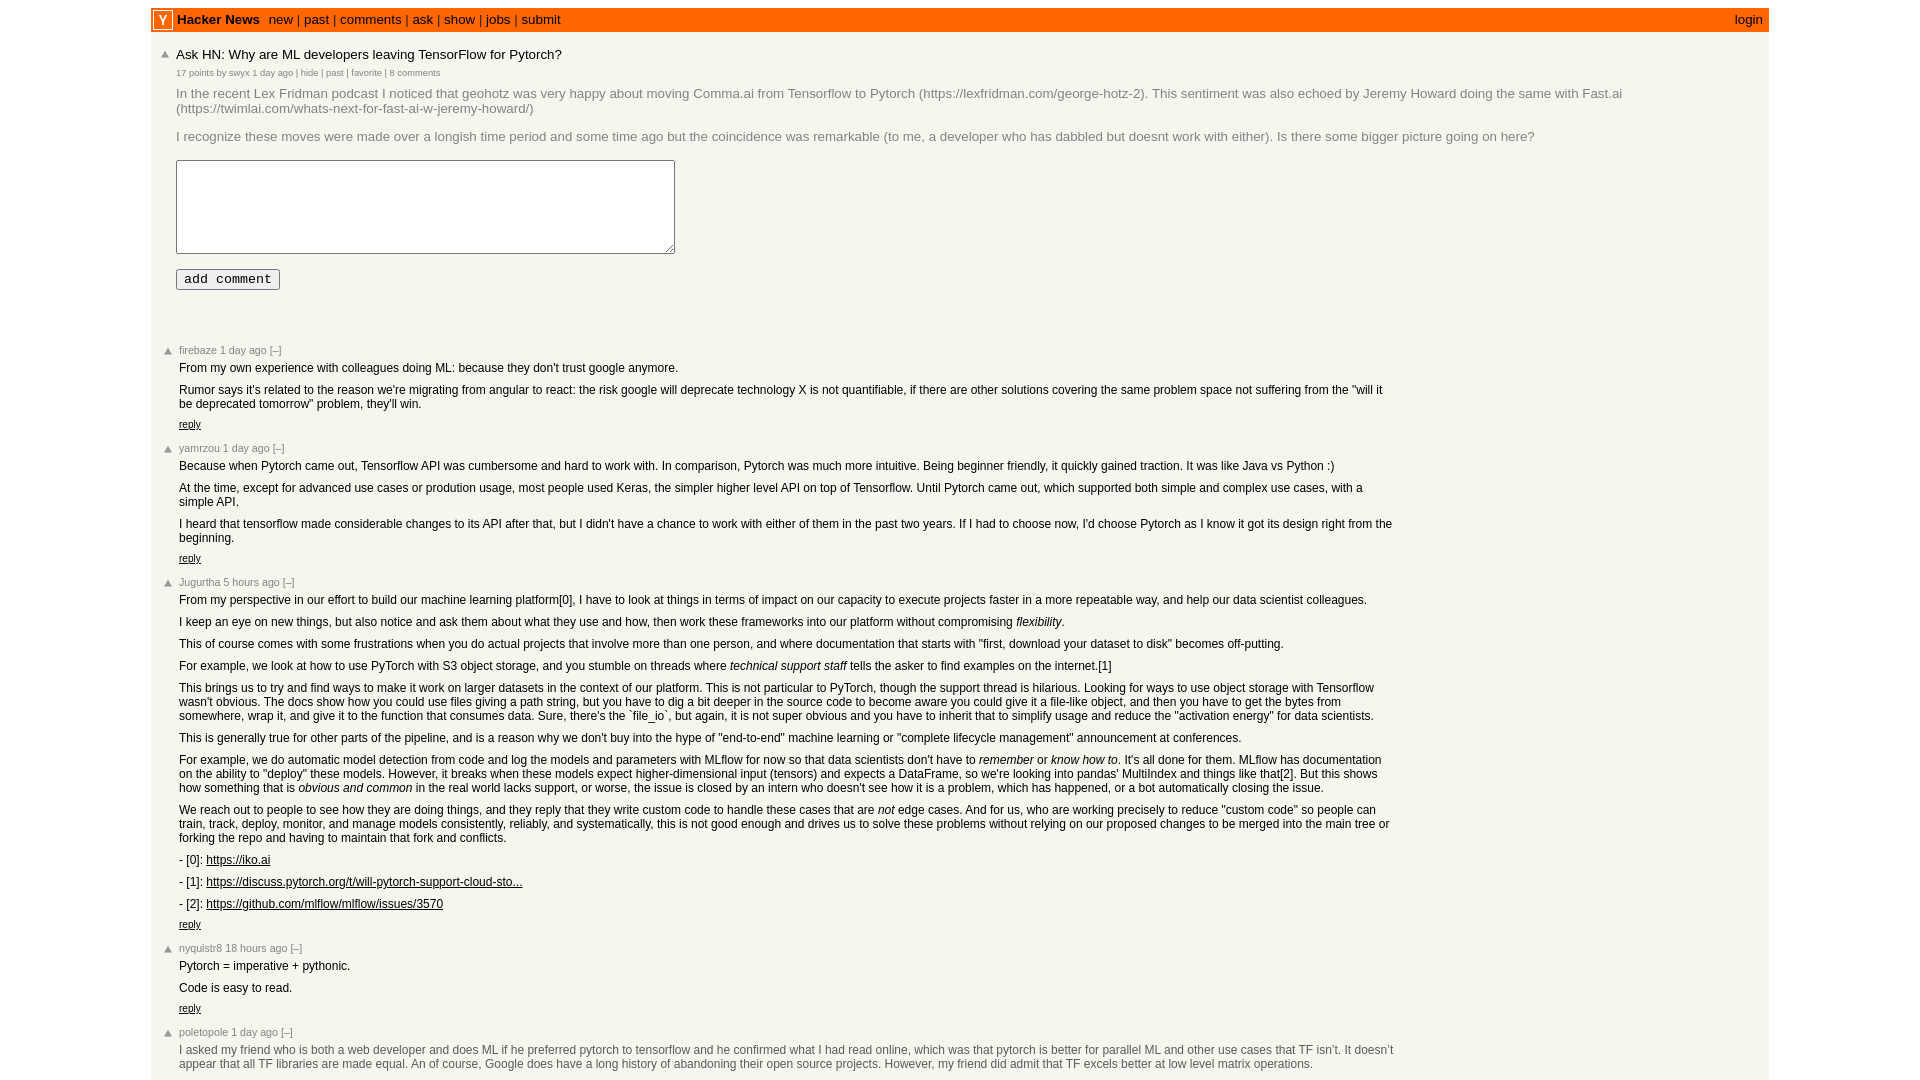 Y Hacker News new | past | comments | ask | show | jobs | submit login
Ask HN: Why are ML developers leaving TensorFlow for Pytorch?
17 points by swyx 1 day ago | hide | past | favorite | 8 comments
In the recent Lex Fridman podcast I noticed that geohotz was very happy about moving Comma.ai from Tensorflow to Pytorch (https://lexfridman.com/george-hotz-2). This sentiment was also echoed by Jeremy Howard doing the same with Fast.ai
(https://twimlai.com/whats-next-for-fast-ai-w-jeremy-howard/)
I recognize these moves were made over a longish time period and some time ago but the coincidence was remarkable (to me, a developer who has dabbled but doesnt work with either). Is there some bigger picture going on here?
add comment
firebaze 1 day ago [–]
From my own experience with colleagues doing ML: because they don't trust google anymore.
Rumor says it's related to the reason we're migrating from angular to react: the risk google will deprecate technology X is not quantifiable, if there are other solutions covering the same problem space not suffering from the "will it
be deprecated tomorrow" problem, they'll win.
reply
yamrzou 1 day ago [–]
Because when Pytorch came out, Tensorflow API was cumbersome and hard to work with. In comparison, Pytorch was much more intuitive. Being beginner friendly, it quickly gained traction. It was like Java vs Python :)
At the time, except for advanced use cases or prodution usage, most people used Keras, the simpler higher level API on top of Tensorflow. Until Pytorch came out, which supported both simple and complex use cases, with a
simple API.
I heard that tensorflow made considerable changes to its API after that, but I didn't have a chance to work with either of them in the past two years. If I had to choose now, I'd choose Pytorch as I know it got its design right from the
beginning.
reply
Jugurtha 5 hours ago [–]
From my perspective in our effort to build our machine learning platform[0], I have to look at things in terms of impact on our capacity to execute projects faster in a more repeatable way, and help our data scientist colleagues.
I keep an eye on new things, but also notice and ask them about what they use and how, then work these frameworks into our platform without compromising flexibility.
This of course comes with some frustrations when you do actual projects that involve more than one person, and where documentation that starts with "first, download your dataset to disk" becomes off-putting.
For example, we look at how to use PyTorch with S3 object storage, and you stumble on threads where technical support staff tells the asker to find examples on the internet.[1]
This brings us to try and find ways to make it work on larger datasets in the context of our platform. This is not particular to PyTorch, though the support thread is hilarious. Looking for ways to use object storage with Tensorflow
wasn't obvious. The docs show how you could use files giving a path string, but you have to dig a bit deeper in the source code to become aware you could give it a file-like object, and then you have to get the bytes from
somewhere, wrap it, and give it to the function that consumes data. Sure, there's the `file_io`, but again, it is not super obvious and you have to inherit that to simplify usage and reduce the "activation energy" for data scientists.
This is generally true for other parts of the pipeline, and is a reason why we don't buy into the hype of "end-to-end" machine learning or "complete lifecycle management" announcement at conferences.
For example, we do automatic model detection from code and log the models and parameters with MLflow for now so that data scientists don't have to remember or know how to. It's all done for them. MLflow has documentation
on the ability to "deploy" these models. However, it breaks when these models expect higher-dimensional input (tensors) and expects a DataFrame, so we're looking into pandas' MultiIndex and things like that[2]. But this shows
how something that is obvious and common in the real world lacks support, or worse, the issue is closed by an intern who doesn't see how it is a problem, which has happened, or a bot automatically closing the issue.
We reach out to people to see how they are doing things, and they reply that they write custom code to handle these cases that are not edge cases. And for us, who are working precisely to reduce "custom code" so people can
train, track, deploy, monitor, and manage models consistently, reliably, and systematically, this is not good enough and drives us to solve these problems without relying on our proposed changes to be merged into the main tree or
forking the repo and having to maintain that fork and conflicts.
- [0]: https://iko.ai
- [1]: https://discuss.pytorch.org/t/will-pytorch-support-cloud-sto...
- [2]: https://github.com/mlflow/mlflow/issues/3570
reply
nyquistr8 18 hours ago [–]
Pytorch = imperative + pythonic.
Code is easy to read.
reply
poletopole 1 day ago [–]
I asked my friend who is both a web developer and does ML if he preferred pytorch to tensorflow and he confirmed what I had read online, which was that pytorch is better for parallel ML and other use cases that TF isn’t. It doesn’t
appear that all TF libraries are made equal. An of course, Google does have a long history of abandoning their open source projects. However, my friend did admit that TF excels better at low level matrix operations.